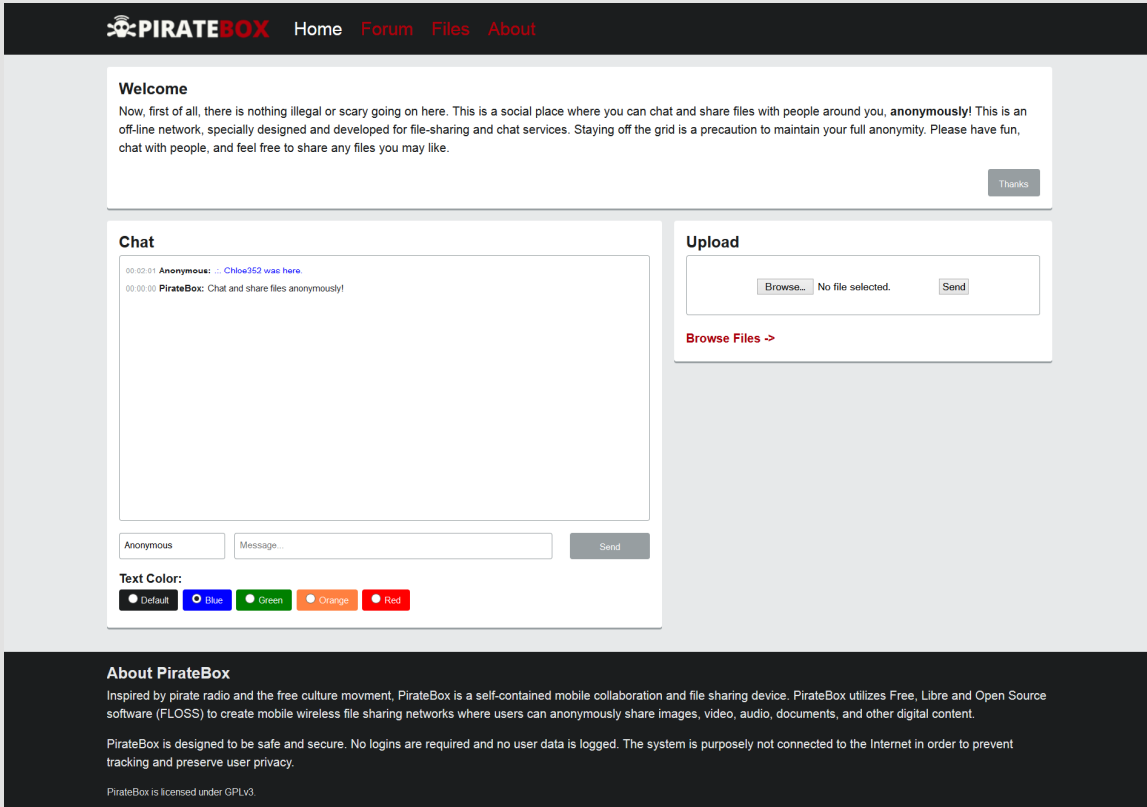 PIRATEBOX Home Forum Files About
Welcome
Now, first of all, there is nothing illegal or scary going on here. This is a social place where you can chat and share files with people around you, anonymously! This is an
off-line network, specially designed and developed for file-sharing and chat services. Staying off the grid is a precaution to maintain your full anonymity. Please have fun,
chat with people, and feel free to share any files you may like.
Thanks
Chat
00:02:01 Anonymous: .:. Chloe352 was here.
00:00:00 PirateBox: Chat and share files anonymously!
Anonymous Message... Send
Text Color:
Default Blue Green Orange Red
Upload
Browse... No file selected. Send
Browse Files ->
About PirateBox
Inspired by pirate radio and the free culture movment, PirateBox is a self-contained mobile collaboration and file sharing device. PirateBox utilizes Free, Libre and Open Source
software (FLOSS) to create mobile wireless file sharing networks where users can anonymously share images, video, audio, documents, and other digital content.
PirateBox is designed to be safe and secure. No logins are required and no user data is logged. The system is purposely not connected to the Internet in order to prevent
tracking and preserve user privacy.
PirateBox is licensed under GPLv3.